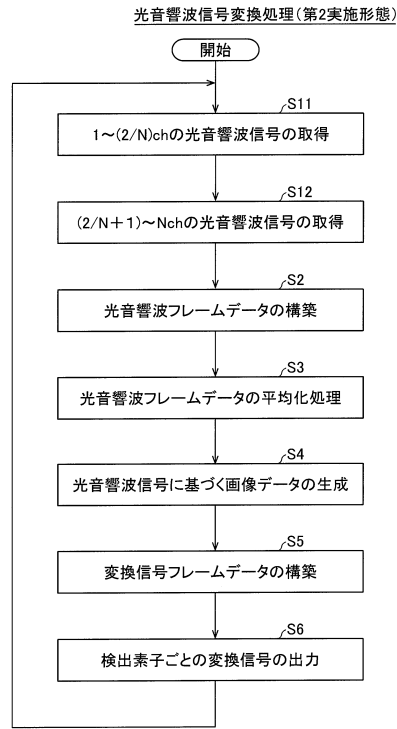 光音響波信号変換処理(第2実施形態)
開始
S11
1～(2/N)chの光音響波信号の取得
S12
(2/N+1)～Nchの光音響波信号の取得
S2
光音響波フレームデータの構築
S3
光音響波フレームデータの平均化処理
S4
光音響波信号に基づく画像データの生成
S5
変換信号フレームデータの構築
S6
検出素子ごとの変換信号の出力